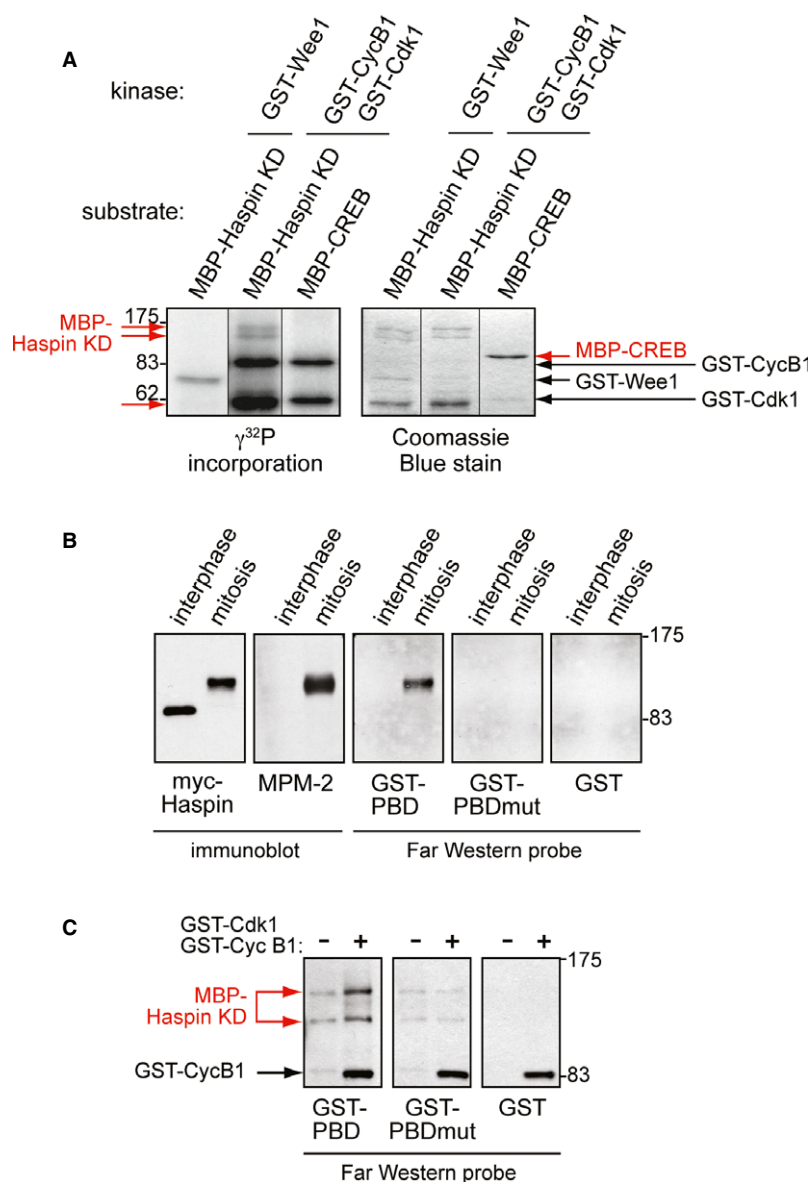 A
kinase:
GST-Wee1
GST-CycB1
GST-Cdk1
GST-Wee1
GST-CycB1
GST-Cdk1
substrate:
MBP-Haspin KD
MBP-Haspin KD
MBP-CREB
MBP-Haspin KD
MBP-Haspin KD
MBP-CREB
MBP-
Haspin KD
175
83
62
MBP-CREB
GST-CycB1
GST-Wee1
GST-Cdk1
γ32P
incorporation
Coomassie
Blue stain
B
interphase
mitosis
interphase
mitosis
interphase
mitosis
interphase
mitosis
interphase
mitosis
-175
-83
myc-
Haspin
MPM-2
GST-
PBD
GST-
PBDmut
GST
immunoblot
Far Western probe
C
GST-Cdk1
GST-Cyc B1:
- + - + - +
MBP-
Haspin KD
GST-CycB1
-175
-83
GST-
PBD
GST-
PBDmut
GST
Far Western probe